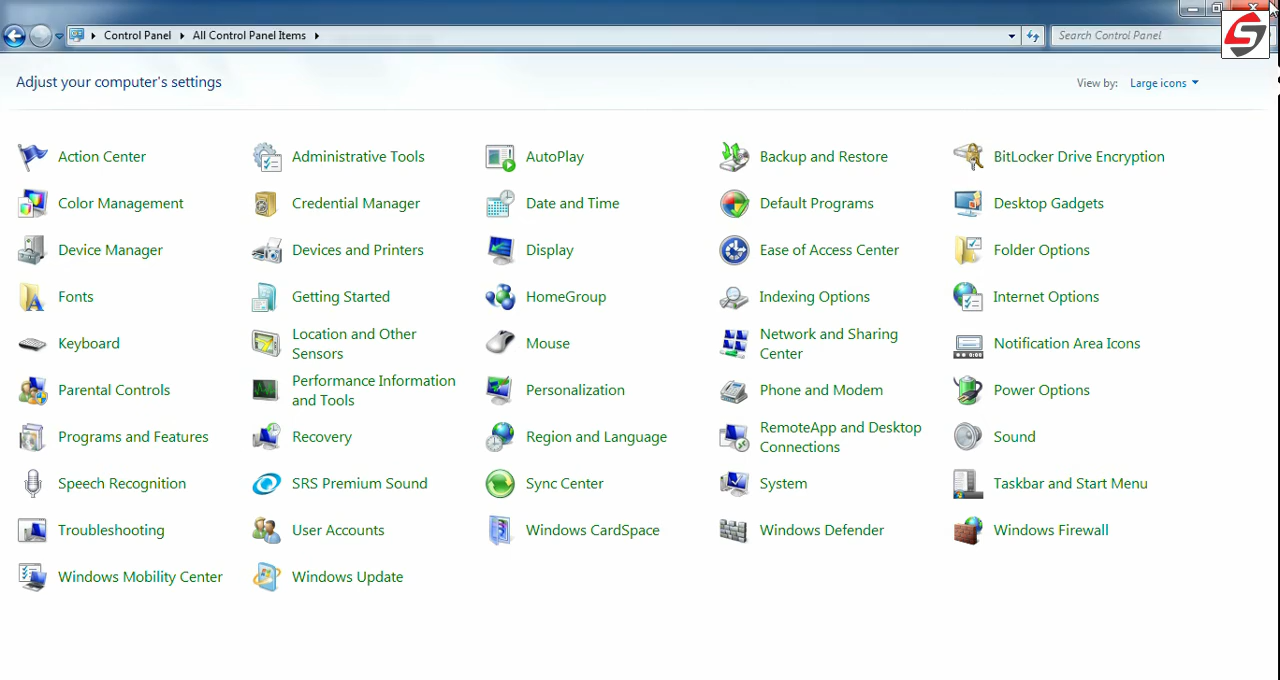 Control Panel All Control Panel Items
Search Control Panel
Adjust your computer's settings
View by: Large icons
Action Center
Administrative Tools
AutoPlay
Backup and Restore
BitLocker Drive Encryption
Color Management
Credential Manager
Date and Time
Default Programs
Desktop Gadgets
Device Manager
Devices and Printers
Display
Ease of Access Center
Folder Options
Fonts
Getting Started
HomeGroup
Indexing Options
Internet Options
Keyboard
Location and Other
Sensors
Mouse
Network and Sharing
Center
Notification Area Icons
Parental Controls
Performance Information
and Tools
Personalization
Phone and Modem
Power Options
Programs and Features
Recovery
Region and Language
RemoteApp and Desktop
Connections
Sound
Speech Recognition
SRS Premium Sound
Sync Center
System
Taskbar and Start Menu
Troubleshooting
User Accounts
Windows CardSpace
Windows Defender
Windows Firewall
Windows Mobility Center
Windows Update